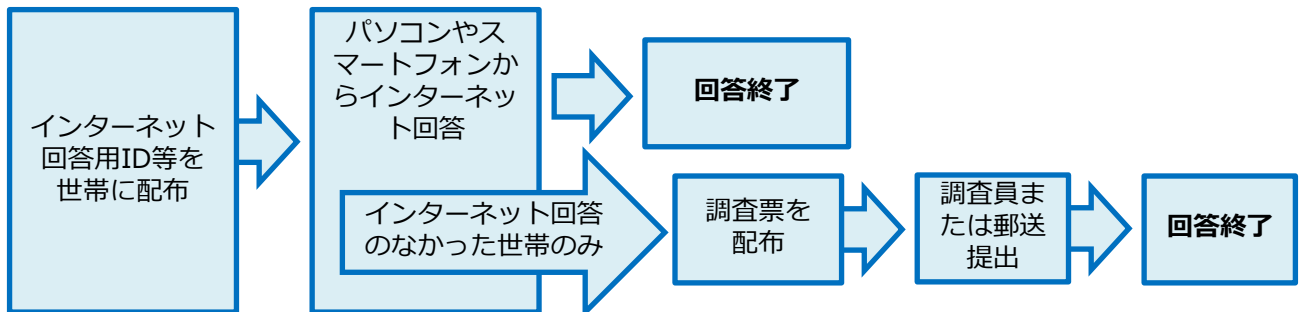 インターネット
回答用ID等を
世帯に配布
パソコンやス
マートフォンか
らインターネッ
ト回答
回答終了
インターネット回答
のなかった世帯のみ
調査票を
配布
調査員ま
たは郵送
提出
回答終了